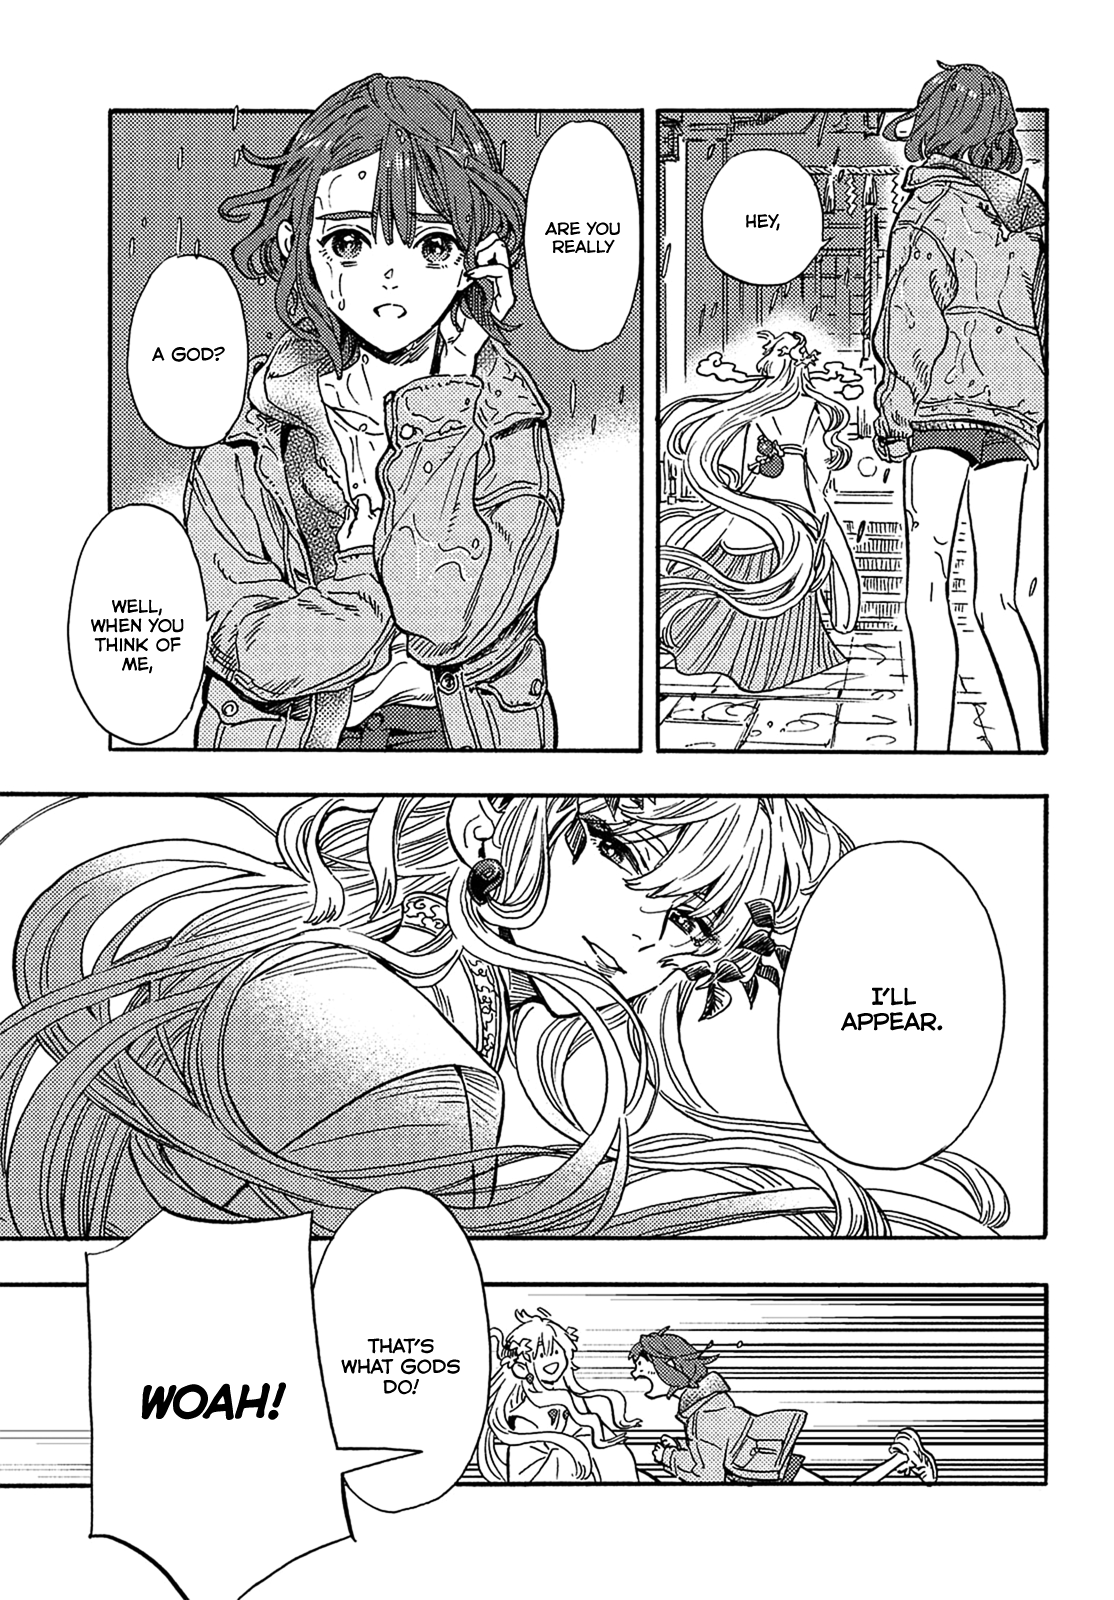 HEY,
ARE YOU
REALLY
A GOD?
WELL,
WHEN YOU
THINK OF
ME,
I'LL
APPEAR.
THAT'S
WHAT GODS
DO!
WOAH!